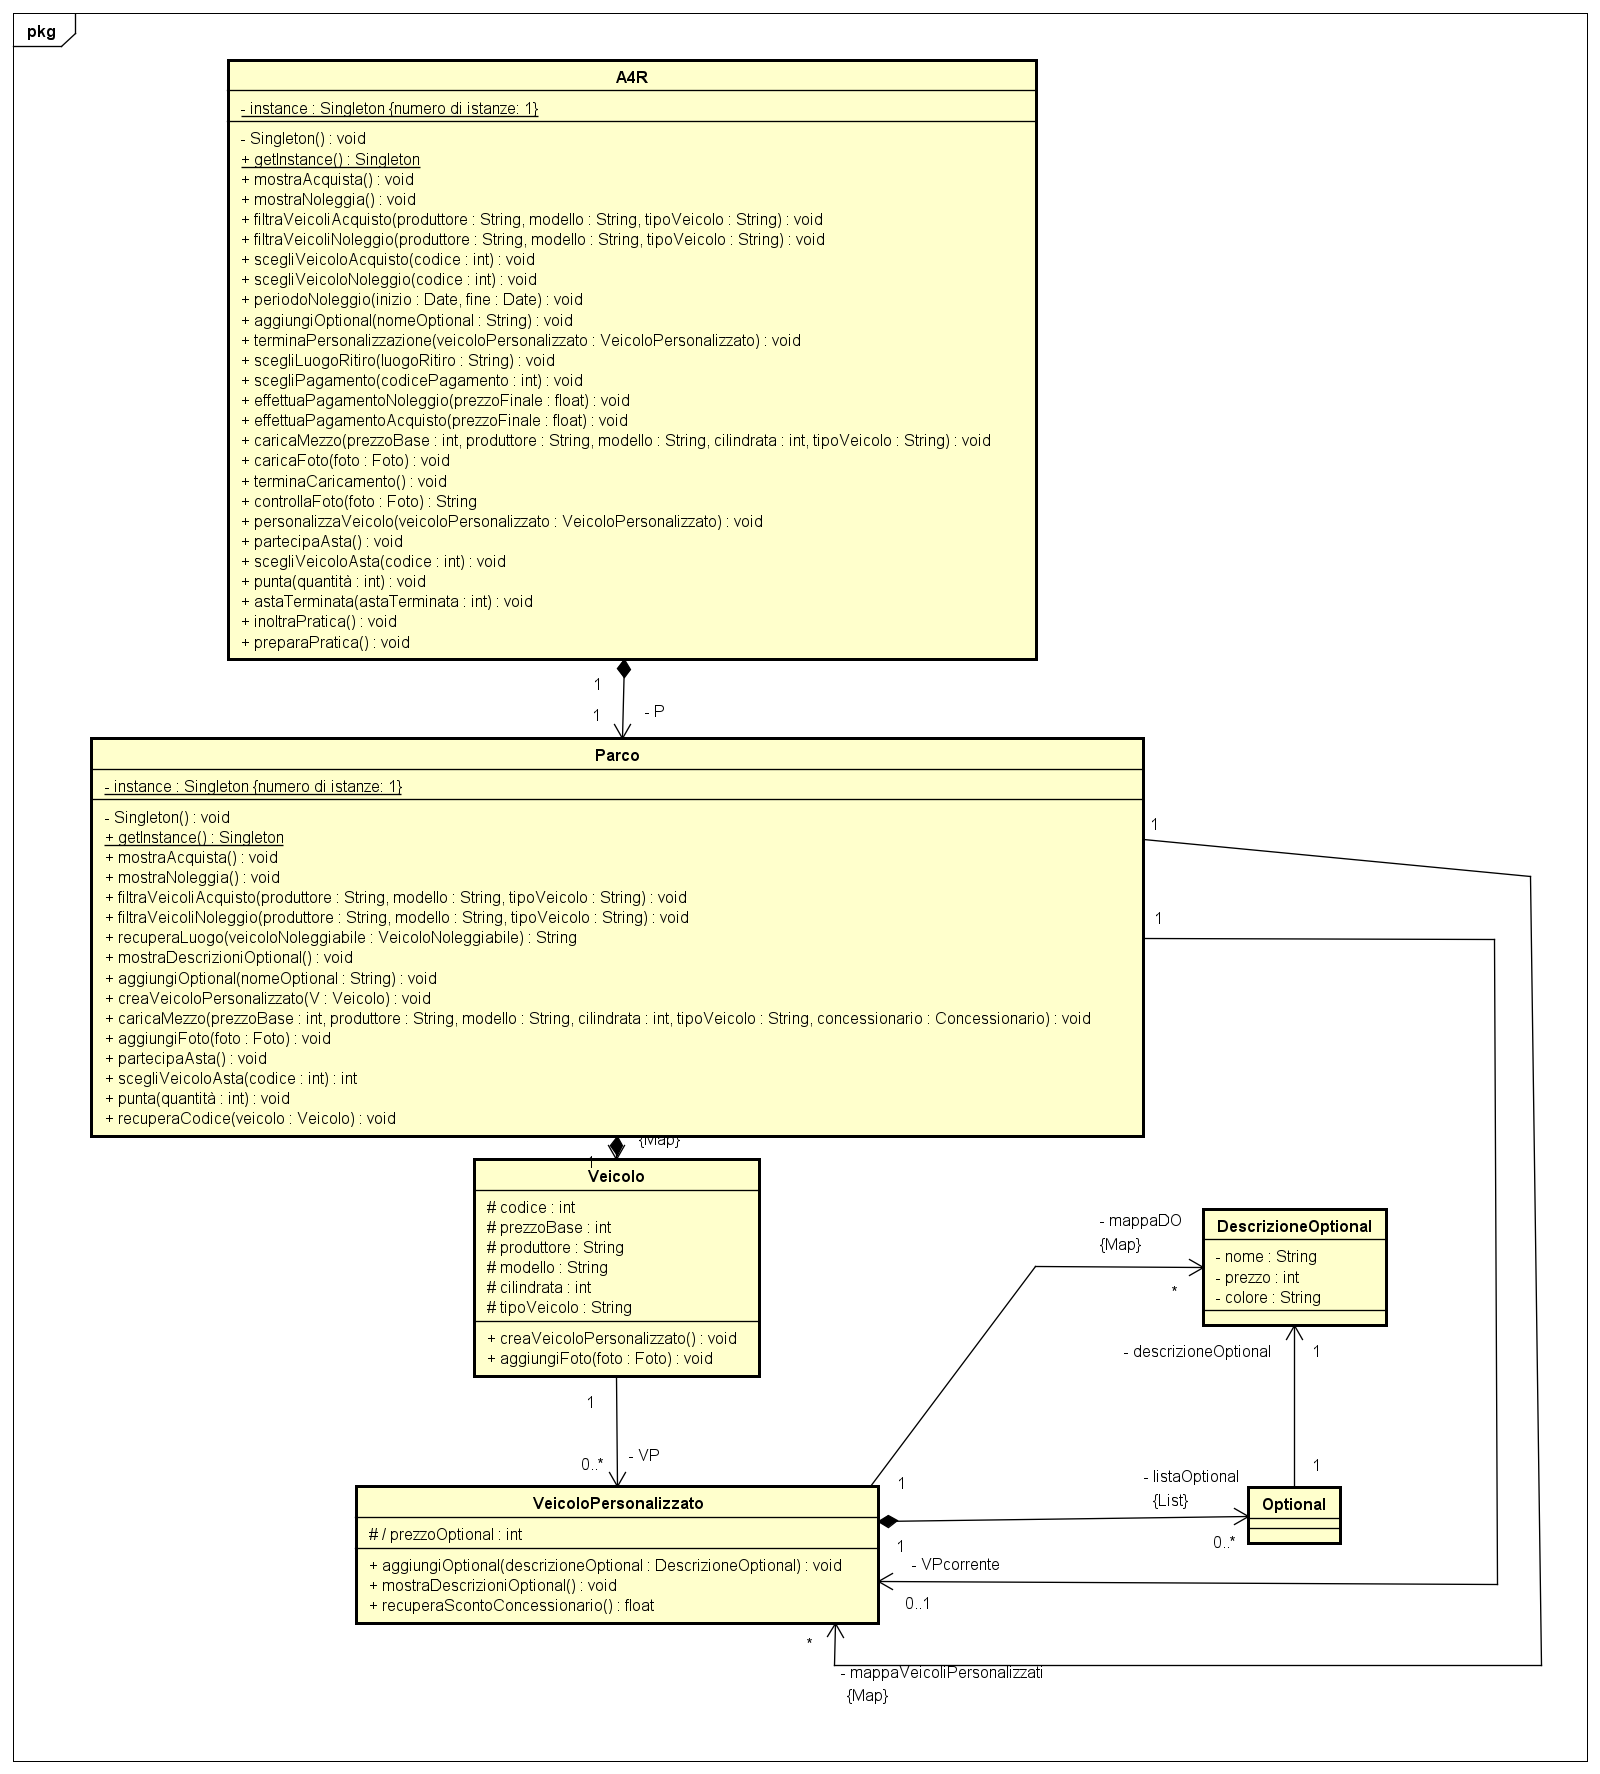 pkg
A4R
- instance : Singleton {numero di istanze: 1}
- Singleton() : void
+ getInstance() : Singleton
+ mostraAcquista() : void
+ mostraNoleggia() : void
+ filtraVeicoliAcquisto(produttore : String, modello : String, tipoVeicolo : String) : void
+ filtraVeicoliNoleggio(produttore : String, modello : String, tipoVeicolo : String) : void
+ scegliVeicoloAcquisto(codice : int) : void
+ scegliVeicoloNoleggio(codice : int) : void
+ periodoNoleggio(inizio : Date, fine : Date) : void
+ aggiungiOptional(nomeOptional : String) : void
+ terminaPersonalizzazione(veicoloPersonalizzato : VeicoloPersonalizzato) : void
+ scegliLuogoRitiro(luogoRitiro : String) : void
+ scegliPagamento(codicePagamento : int) : void
+ effettuaPagamentoNoleggio(prezzoFinale : float) : void
+ effettuaPagamentoAcquisto(prezzoFinale : float) : void
+ caricaMezzo(prezzoBase : int, produttore : String, modello : String, cilindrata : int, tipoVeicolo : String) : void
+ caricaFoto(foto : Foto) : void
+ terminaCaricamento() : void
+ controllaFoto(foto : Foto) : String
+ personalizzaVeicolo(veicoloPersonalizzato : VeicoloPersonalizzato) : void
+ partecipaAsta() : void
+ scegliVeicoloAsta(codice : int) : void
+ punta(quantità : int) : void
+ astaTerminata(astaTerminata : int) : void
+ inoltraPratica() : void
+ preparaPratica() : void
1
1
- P
Parco
- instance : Singleton {numero di istanze: 1}
- Singleton() : void
+ getInstance() : Singleton
+ mostraAcquista() : void
+ mostraNoleggia() : void
+ filtraVeicoliAcquisto(produttore : String, modello : String, tipoVeicolo : String) : void
+ filtraVeicoliNoleggio(produttore : String, modello : String, tipoVeicolo : String) : void
+ recuperaLuogo(veicoloNoleggiabile : VeicoloNoleggiabile) : String
+ mostraDescrizioniOptional() : void
+ aggiungiOptional(nomeOptional : String) : void
+ creaVeicoloPersonalizzato(V : Veicolo) : void
+ caricaMezzo(prezzoBase : int, produttore : String, modello : String, cilindrata : int, tipoVeicolo : String, concessionario : Concessionario) : void
+ aggiungiFoto(foto : Foto) : void
+ partecipaAsta() : void
+ scegliVeicoloAsta(codice : int) : int
+ punta(quantità : int) : void
+ recuperaCodice(veicolo : Veicolo) : void
1
1
{Map}
1
Veicolo
# codice : int
# prezzoBase : int
# produttore : String
# modello : String
# cilindrata : int
# tipoVeicolo : String
+ creaVeicoloPersonalizzato() : void
+ aggiungiFoto(foto : Foto) : void
- mappaDO
{Map}
*
DescrizioneOptional
- nome : String
- prezzo : int
- colore : String
- descrizioneOptional
1
1
1
0..*
- VP
- listaOptional
{List}
0..*
Optional
VeicoloPersonalizzato
# / prezzoOptional : int
+ aggiungiOptional(descrizioneOptional : DescrizioneOptional) : void
+ mostraDescrizioniOptional() : void
+ recuperaScontoConcessionario() : float
1
1
- VPcorrente
0..1
*
- mappaVeicoliPersonalizzati
{Map}